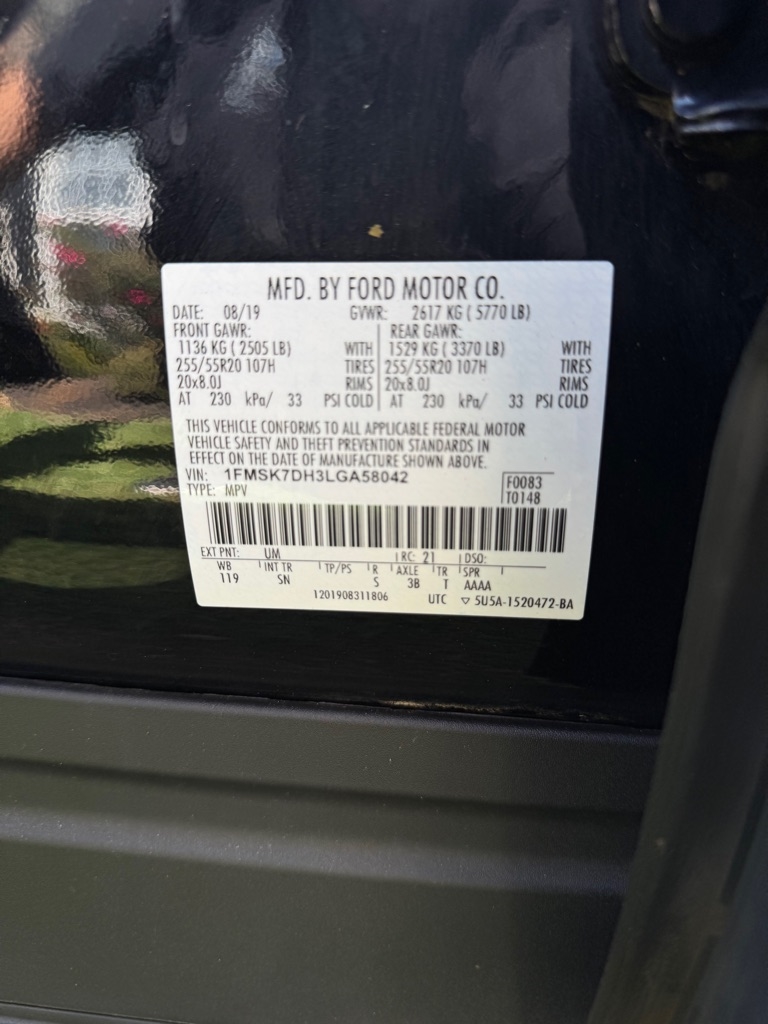 MFD. BY FORD MOTOR CO.
DATE: 08/19 GVWR: 2617 KG ( 5770 LB)
FRONT GAWR: REAR GAWR:
1136 KG ( 2505 LB) WITH 1529 KG ( 3370 LB) WITH
255/55R20 107H TIRES 255/55R20 107H TIRES
20x8.0J RIMS 20x8.0J RIMS
AT 230 kPa/ 33 PSI COLD AT 230 kPa/ 33 PSI COLD
THIS VEHICLE CONFORMS TO ALL APPLICABLE FEDERAL MOTOR
VEHICLE SAFETY AND THEFT PREVENTION STANDARDS IN
EFFECT ON THE DATE OF MANUFACTURE SHOWN ABOVE.
VIN: 1FMSK7DH3LGA58042 F0083
TYPE: MPV T0148
EXT PNT: UM RC: 21 DSO:
WB INT TR TP/PS R AXLE TR SPR
119 SN S 3B T AAAA
1201908311806 UTC ▽ 5U5A-1520472-BA